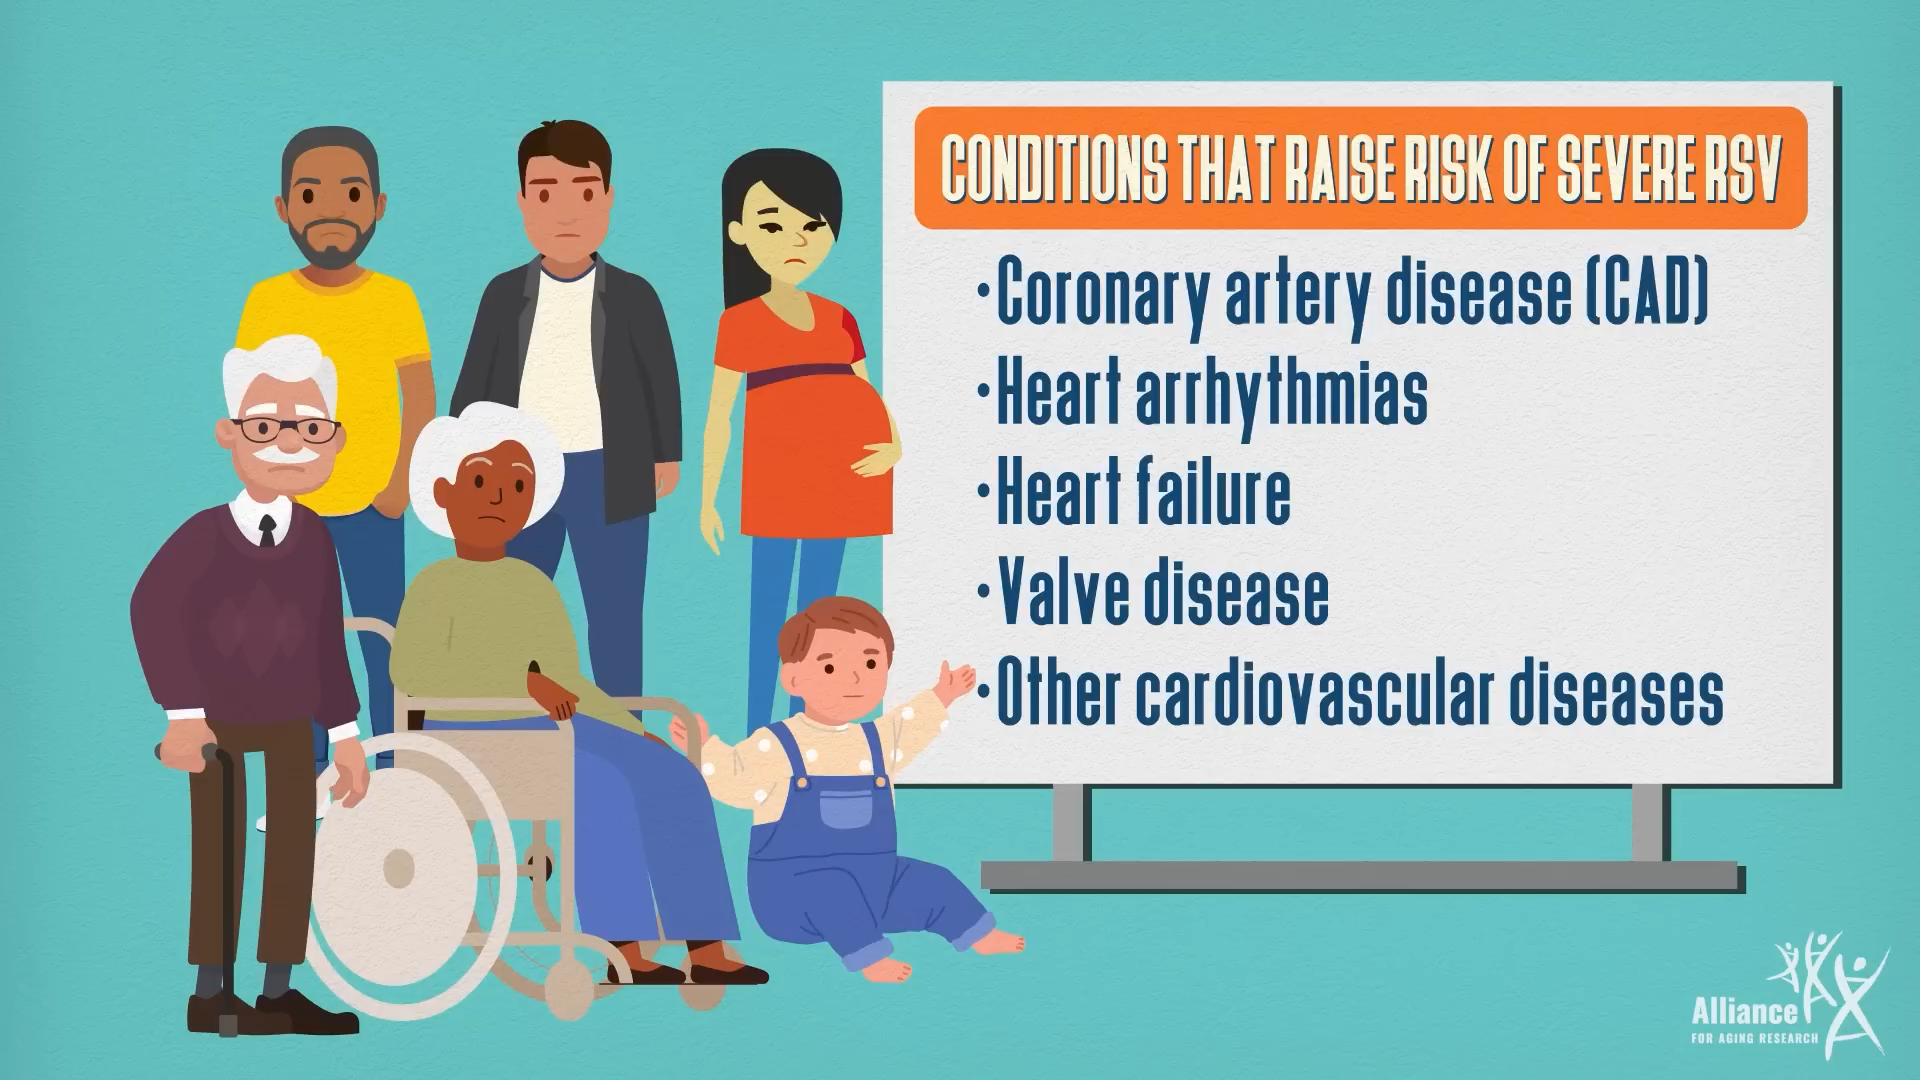 CONDITIONS THAT RAISE RISK OF SEVERE RSV
•Coronary artery disease (CAD)
•Heart arrhythmias
•Heart failure
•Valve disease
•Other cardiovascular diseases
Alliance
FOR AGING RESEARCH